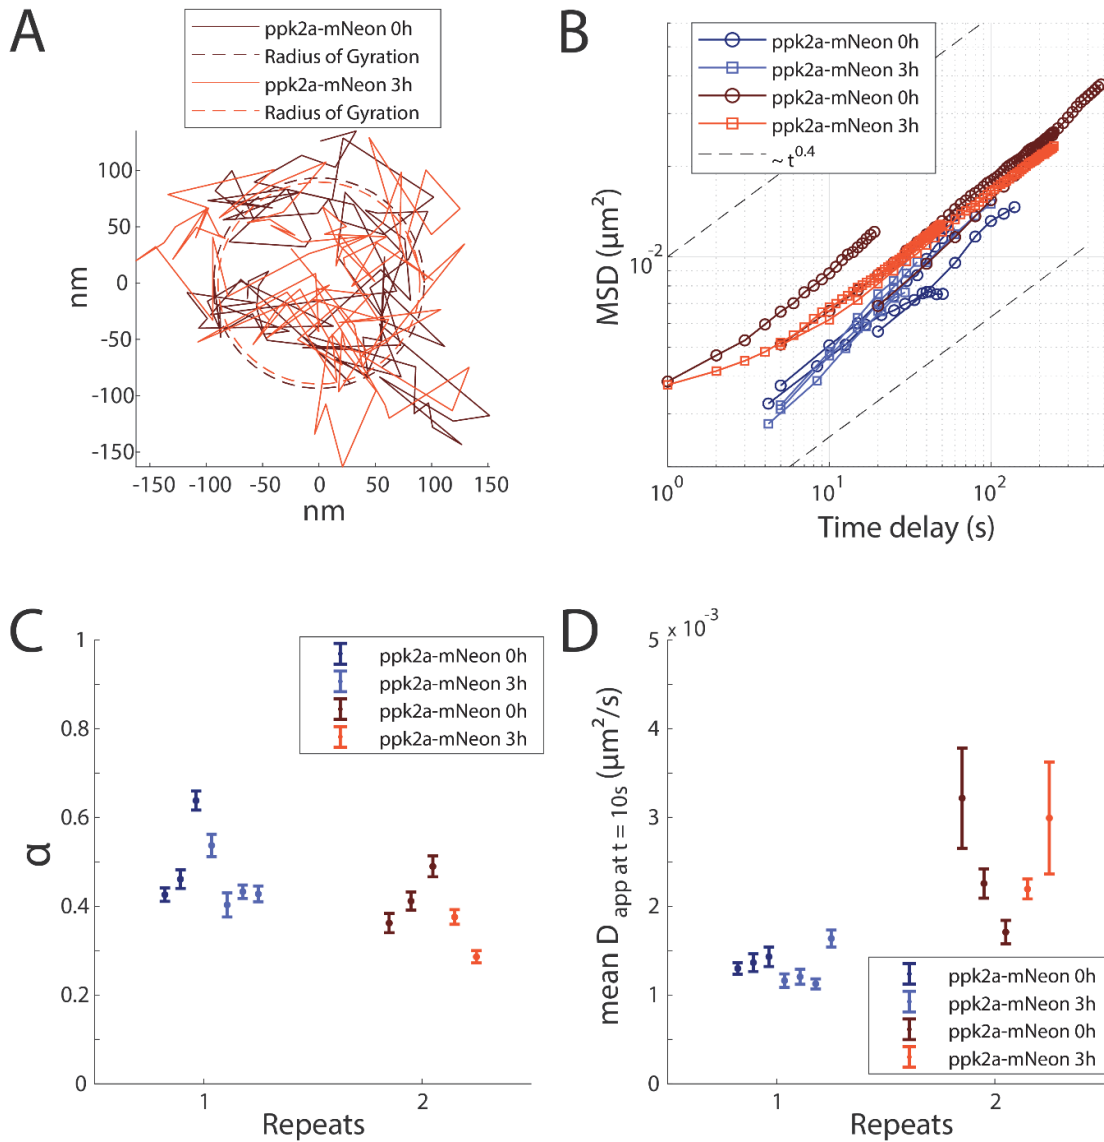 A
ppk2a-mNeon 0h
Radius of Gyration
ppk2a-mNeon 3h
Radius of Gyration
100
50
0
-50
-100
-150
nm
-150 -100 -50 0 50 100 150
nm
B
ppk2a-mNeon 0h
ppk2a-mNeon 3h
ppk2a-mNeon 0h
ppk2a-mNeon 3h
~ t^0.4
10^-2
MSD (µm²)
10^0 10^1 10^2
Time delay (s)
C
1
0.8
0.6
0.4
0.2
0
α
ppk2a-mNeon 0h
ppk2a-mNeon 3h
ppk2a-mNeon 0h
ppk2a-mNeon 3h
1 2
Repeats
D
× 10^-3
5
4
3
2
1
0
mean D app at t = 10s (µm²/s)
ppk2a-mNeon 0h
ppk2a-mNeon 3h
ppk2a-mNeon 0h
ppk2a-mNeon 3h
1 2
Repeats